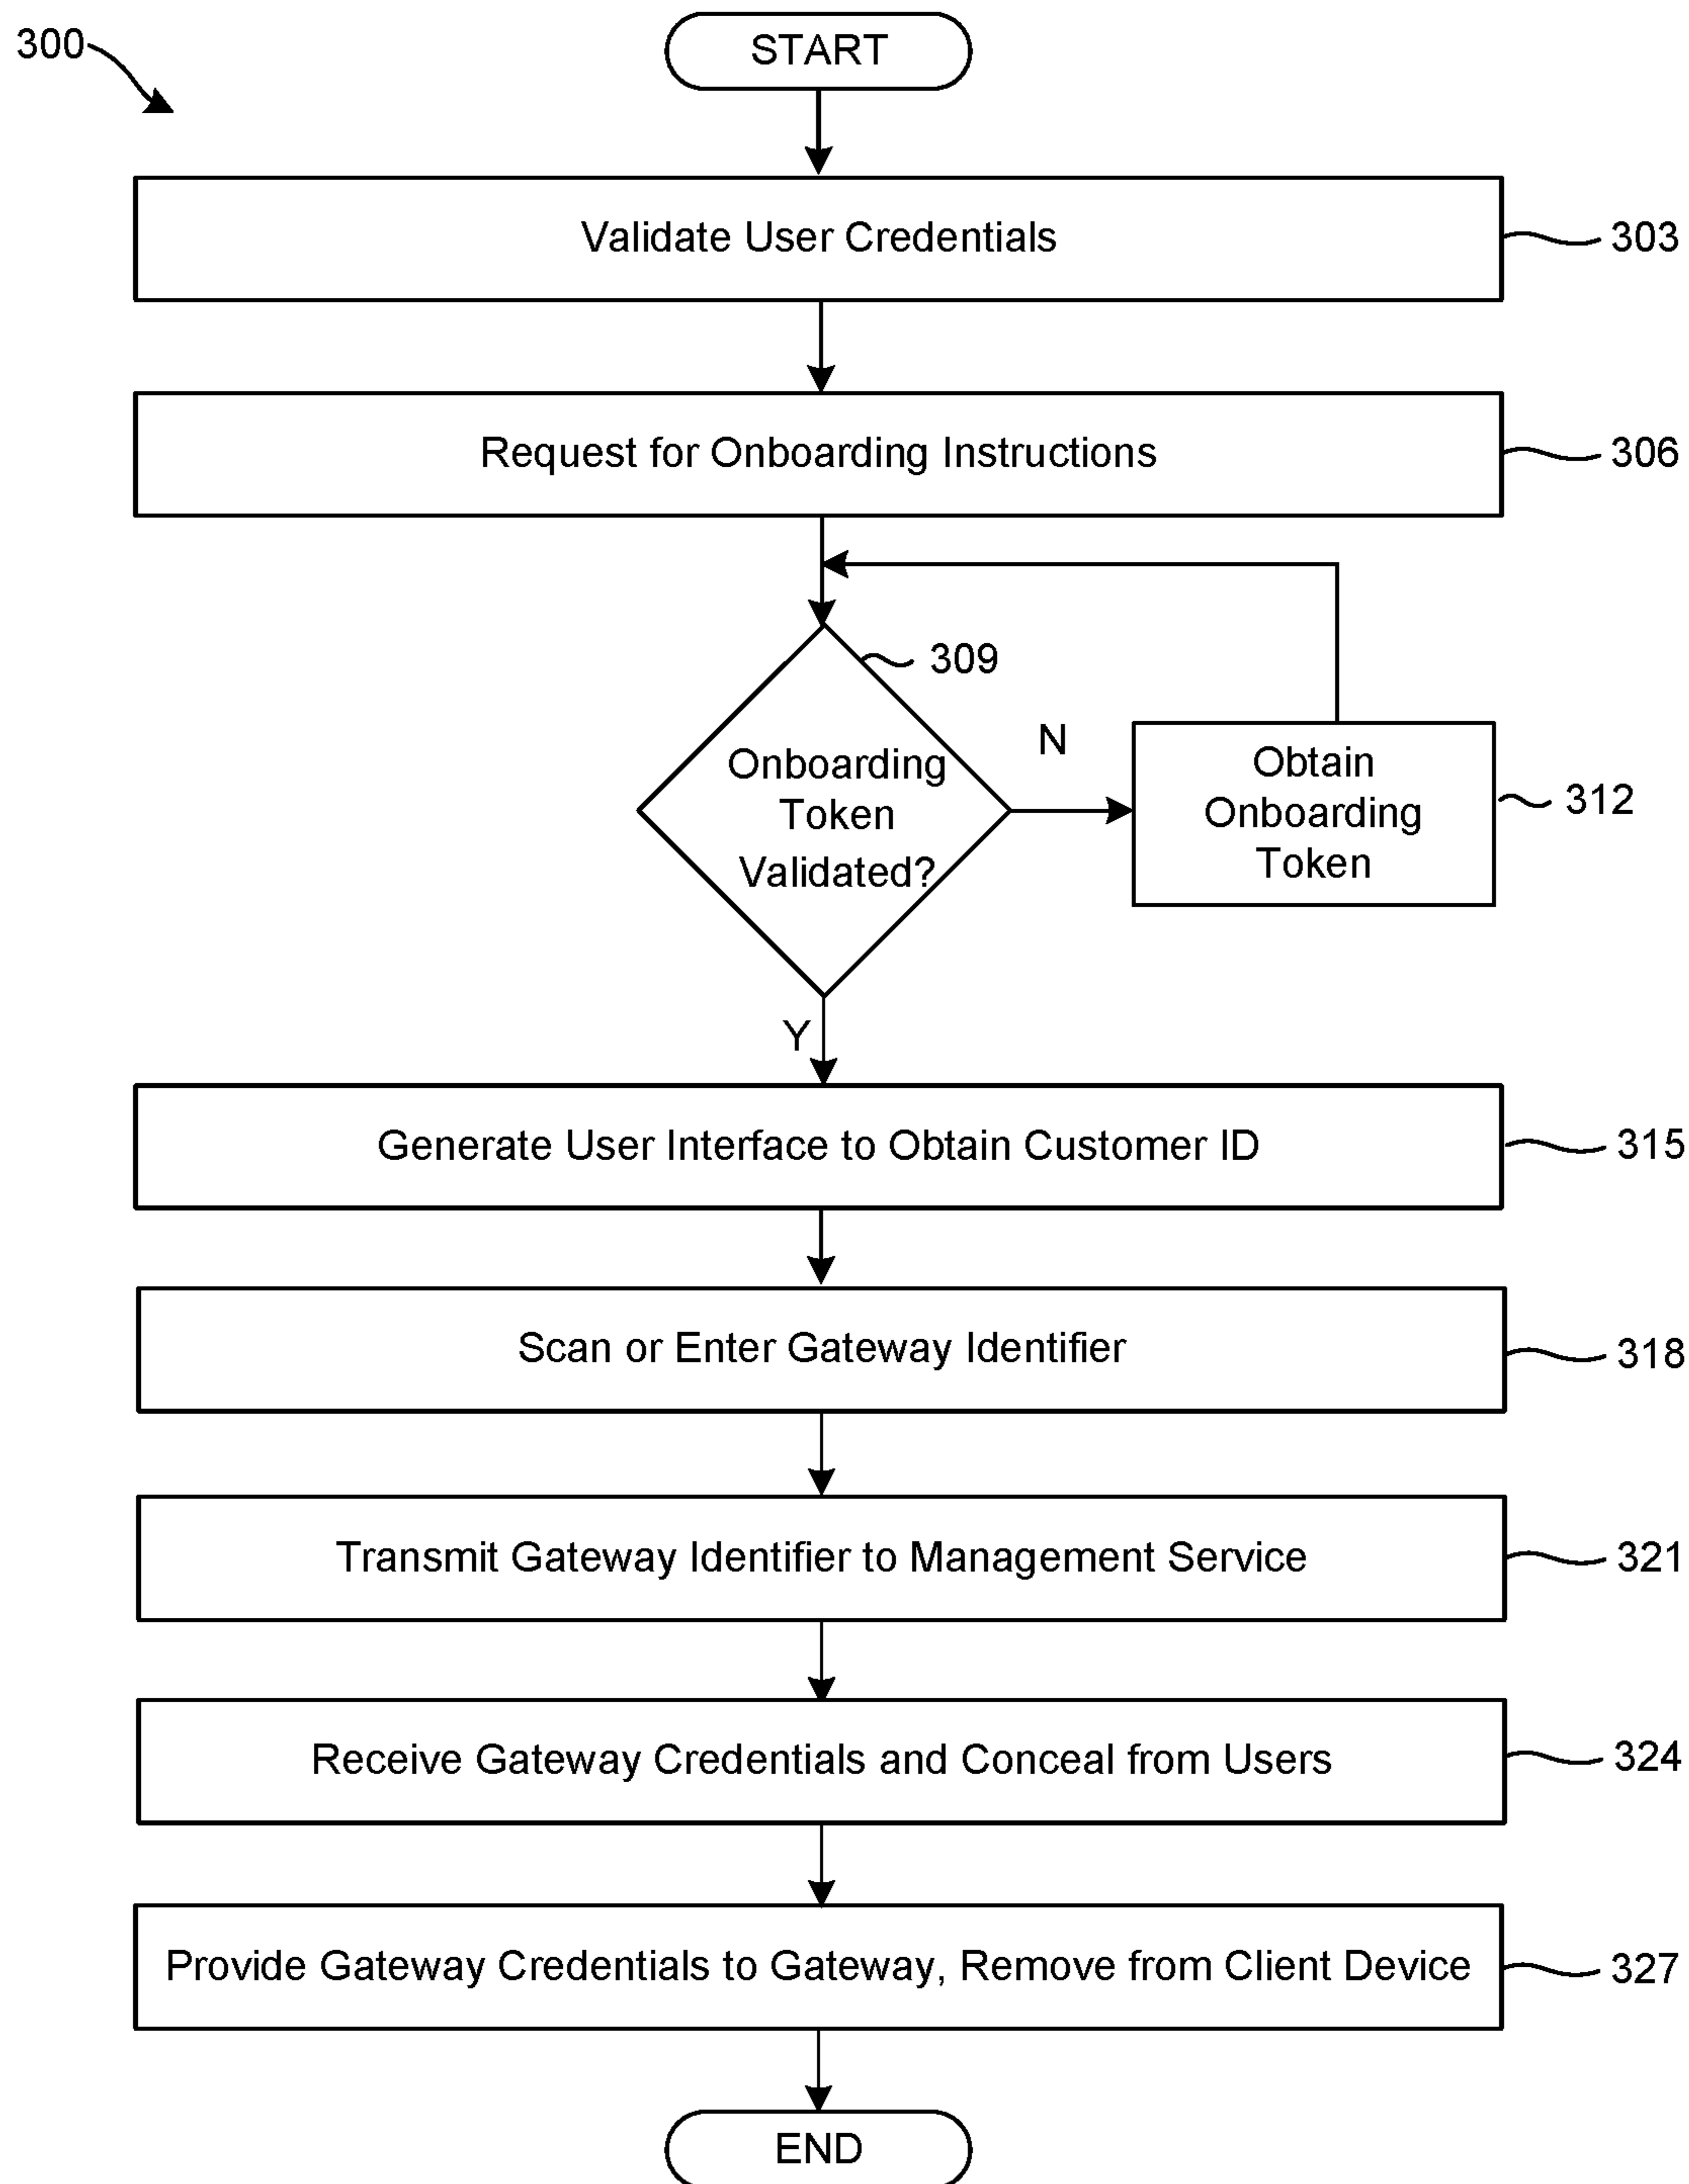 300
START
Validate User Credentials
303
Request for Onboarding Instructions
306
309
Onboarding
Token
Validated?
N
Obtain
Onboarding
Token
312
Y
Generate User Interface to Obtain Customer ID
315
Scan or Enter Gateway Identifier
318
Transmit Gateway Identifier to Management Service
321
Receive Gateway Credentials and Conceal from Users
324
Provide Gateway Credentials to Gateway, Remove from Client Device
327
END